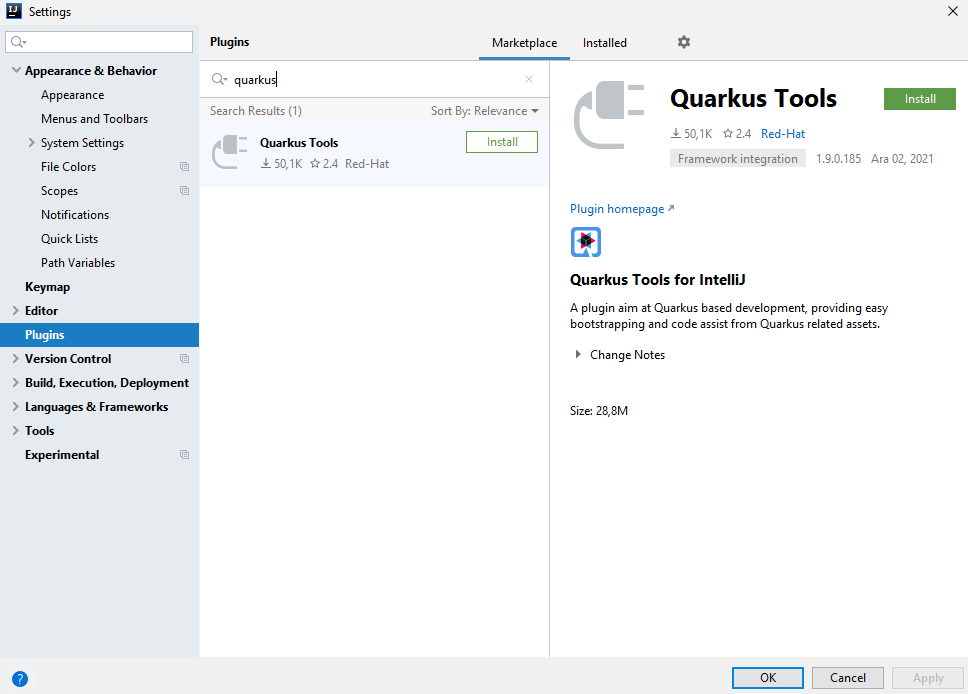 Settings
Plugins
Marketplace
Installed
Appearance & Behavior
Appearance
Menus and Toolbars
System Settings
File Colors
Scopes
Notifications
Quick Lists
Path Variables
Keymap
Editor
Plugins
Version Control
Build, Execution, Deployment
Languages & Frameworks
Tools
Experimental
quarkus
Search Results (1)
Sort By: Relevance
Quarkus Tools
50,1K 2.4 Red-Hat
Install
Quarkus Tools
Install
50,1K 2.4 Red-Hat
Framework integration 1.9.0.185 Ara 02, 2021
Plugin homepage
Quarkus Tools for IntelliJ
A plugin aim at Quarkus based development, providing easy
bootstrapping and code assist from Quarkus related assets.
Change Notes
Size: 28,8M
?
OK
Cancel
Apply